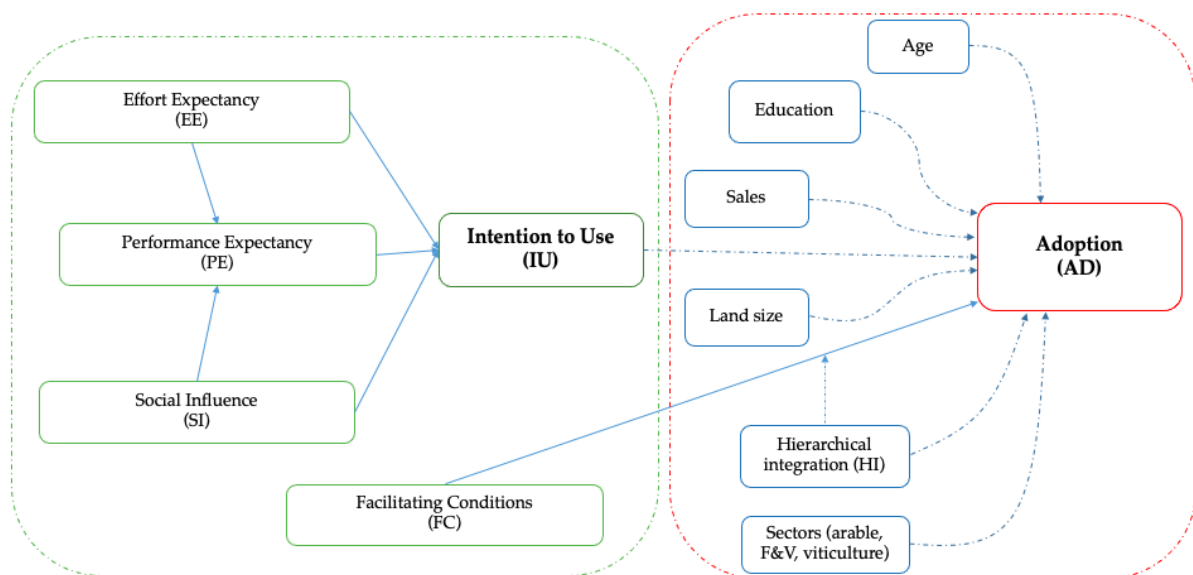 Age
Effort Expectancy
(EE)
Education
Sales
Performance Expectancy
(PE)
Intention to Use
(IU)
Adoption
(AD)
Land size
Social Influence
(SI)
Hierarchical
integration (HI)
Facilitating Conditions
(FC)
Sectors (arable,
F&V, viticulture)